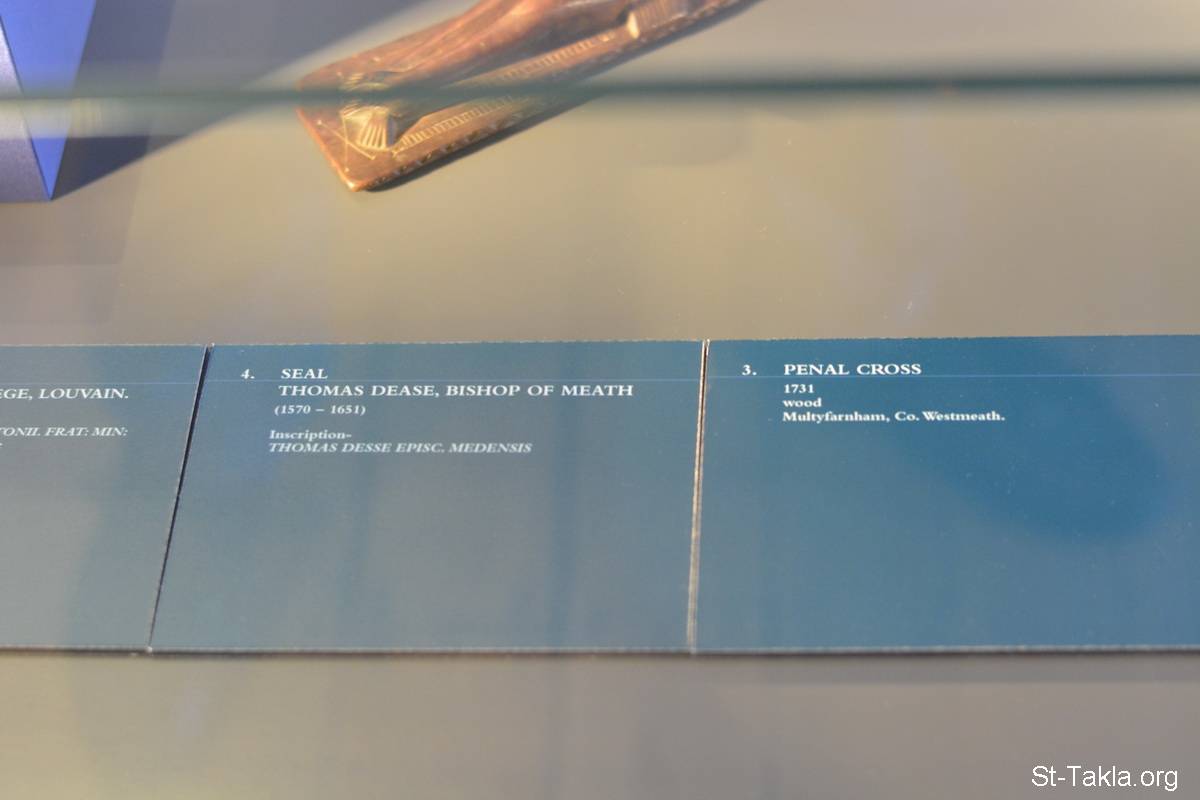 EGE, LOUVAIN.
TONII. FRAT: MIN:
4. SEAL
THOMAS DEASE, BISHOP OF MEATH
(1570 – 1651)
Inscription-
THOMAS DESSE EPISC. MEDENSIS
3. PENAL CROSS
1731
wood
Multyfarnham, Co. Westmeath.
St-Takla.org